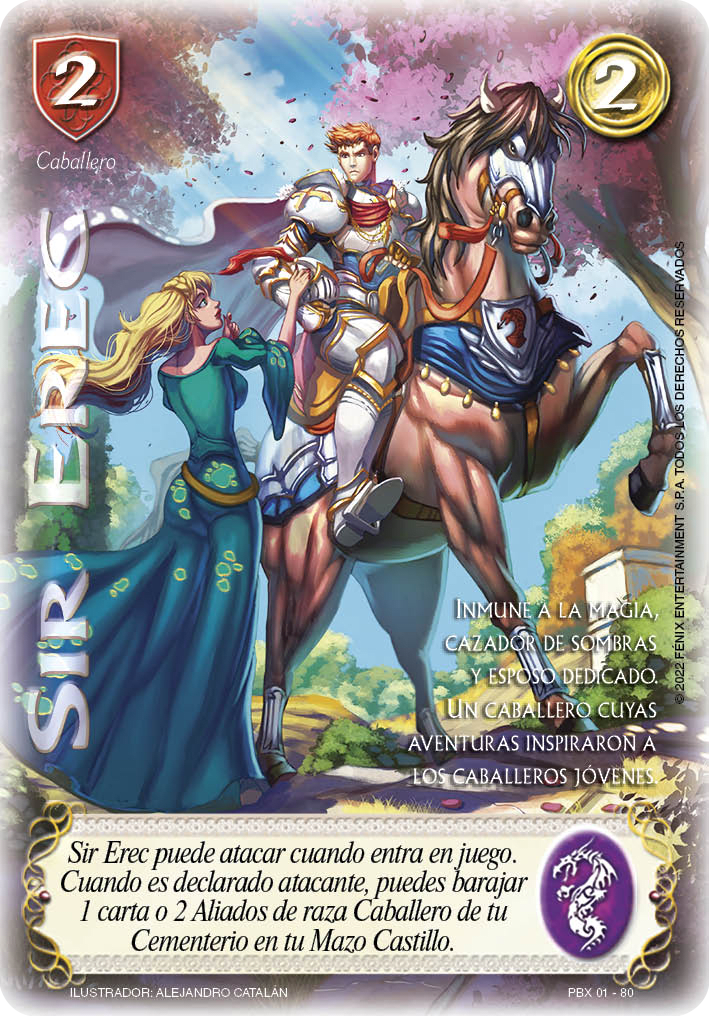 2
2
Caballero
SIR EREC
INMUNE A LA MAGIA,
CAZADOR DE SOMBRAS
Y ESPOSO DEDICADO.
UN CABALLERO CUYAS
AVENTURAS INSPIRARON A
LOS CABALLEROS JÓVENES.
© 2022 FÉNIX ENTERTAINMENT S.P.A. TODOS LOS DERECHOS RESERVADOS
Sir Erec puede atacar cuando entra en juego.
Cuando es declarado atacante, puedes barajar
1 carta o 2 Aliados de raza Caballero de tu
Cementerio en tu Mazo Castillo.
ILUSTRADOR: ALEJANDRO CATALÁN
PBX 01 - 80